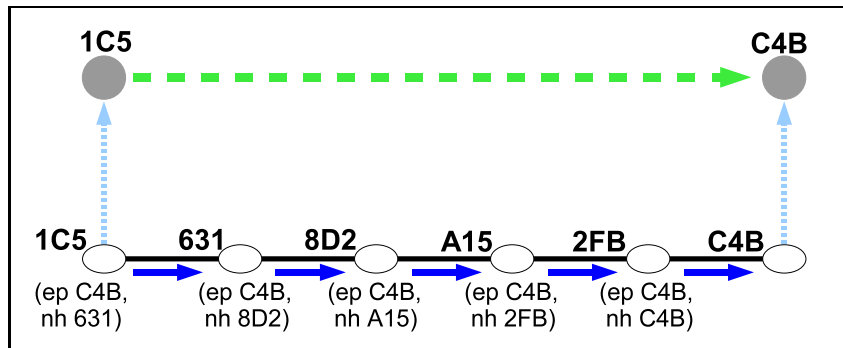 1C5 C4B
1C5 631 8D2 A15 2FB C4B
(ep C4B, (ep C4B, (ep C4B, (ep C4B, (ep C4B,
nh 631) nh 8D2) nh A15) nh 2FB) nh C4B)